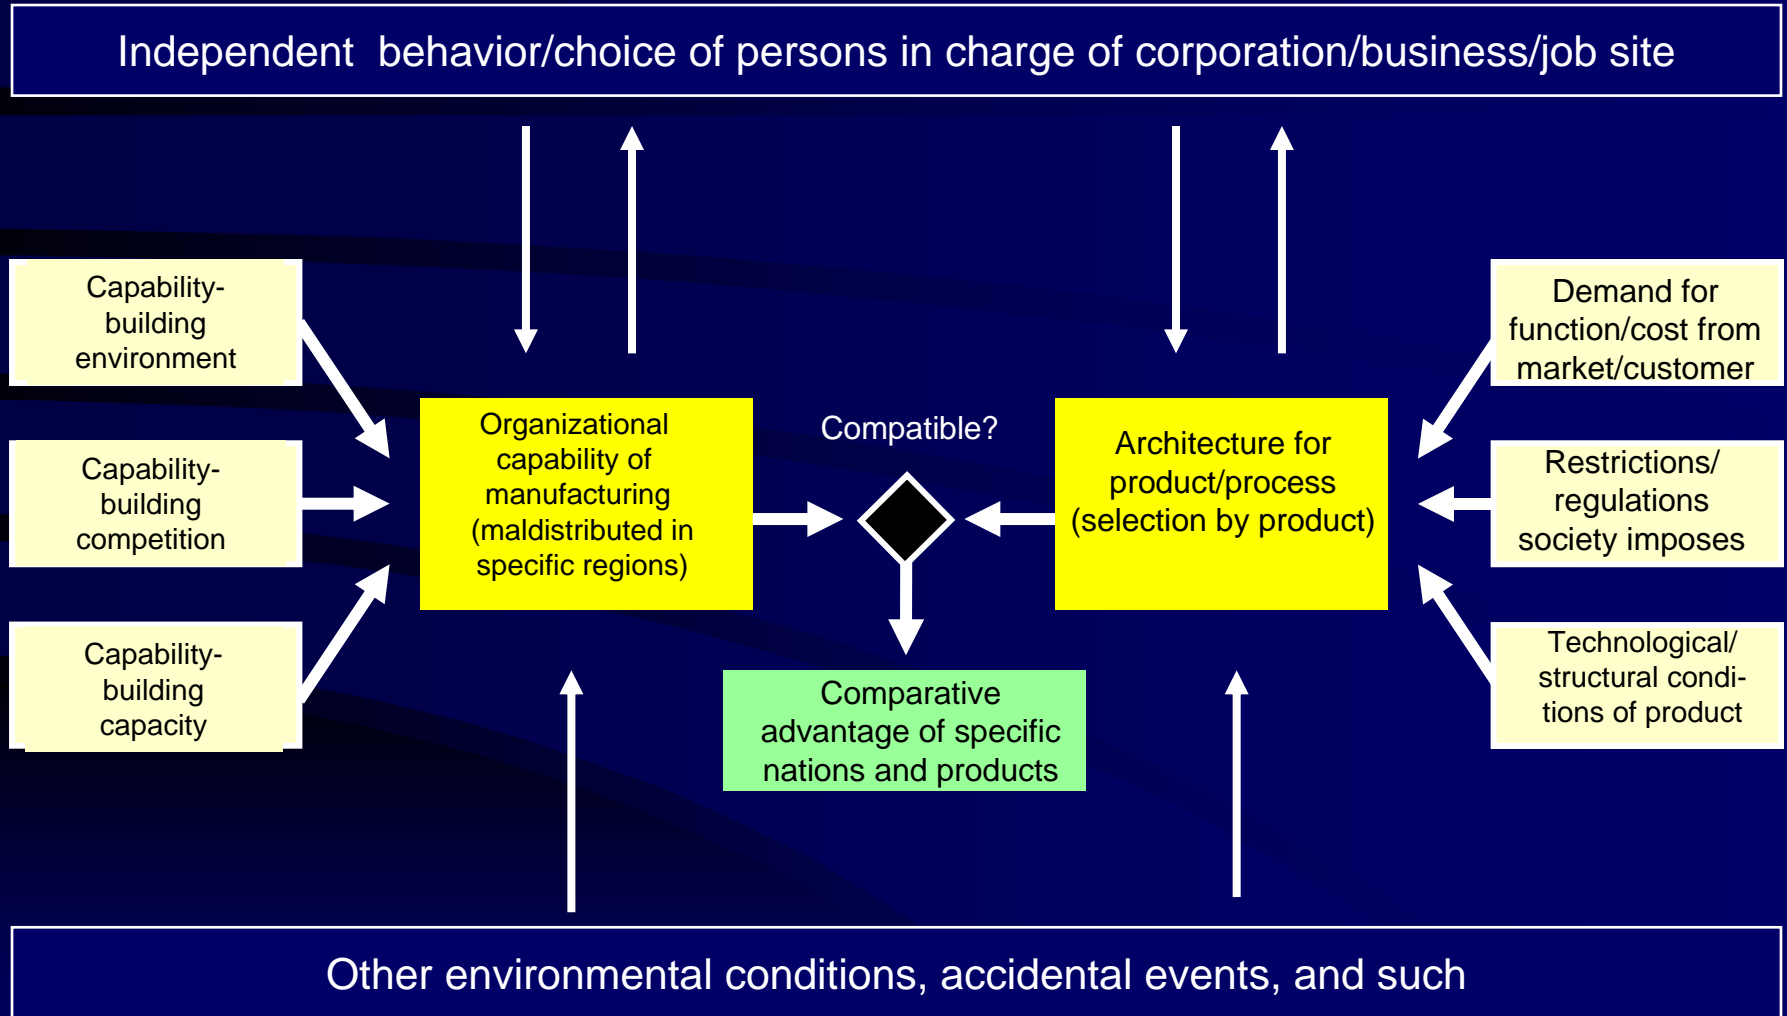 Independent  behavior/choice of persons in charge of corporation/business/job site
Capability-
building
environment
Capability-
building
competition
Capability-
building
capacity
Organizational
capability of
manufacturing
(maldistributed in
specific regions)
Compatible?
Architecture for
product/process
(selection by product)
Comparative
advantage of specific
nations and products
Demand for
function/cost from
market/customer
Restrictions/
regulations
society imposes
Technological/
structural condi-
tions of product
Other environmental conditions, accidental events, and such